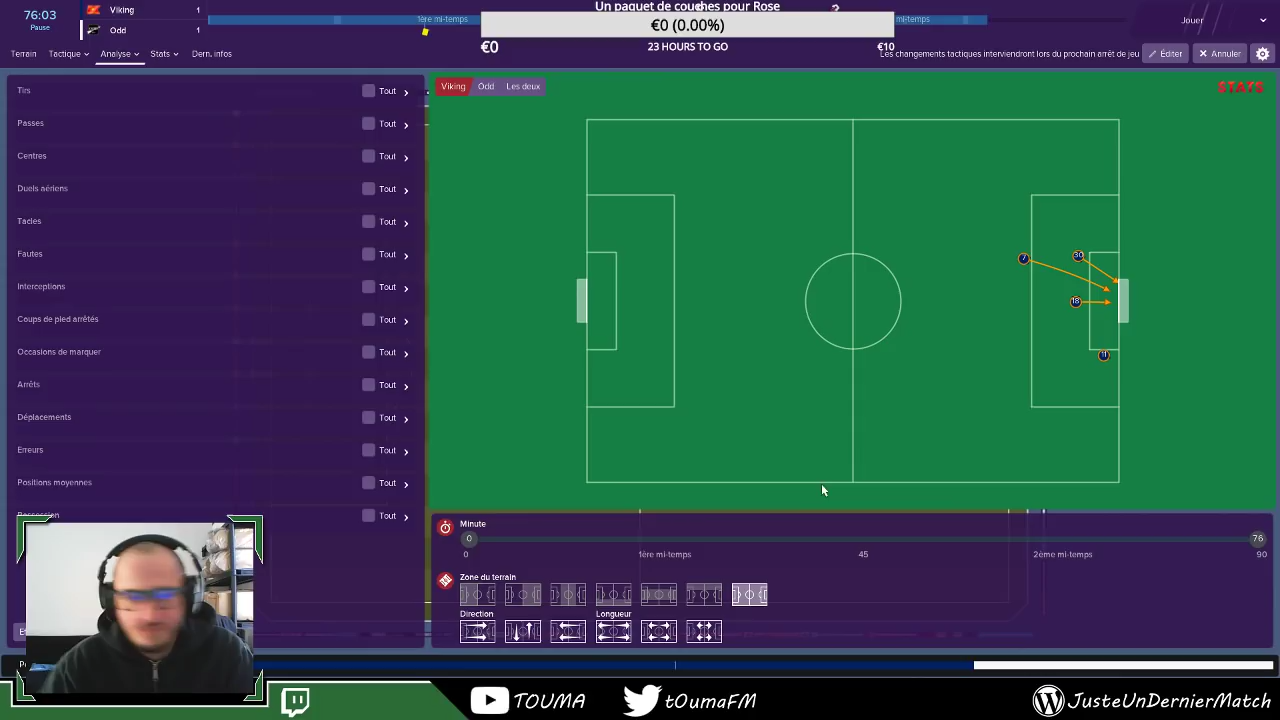 76:03
Pause
Viking 1
Odd 1
1ère mi-temps
Un paquet de couches pour Rose
€0 (0.00%)
€0 23 HOURS TO GO €10
mi-temps
Jouer
Terrain Tactique Analyse Stats Dern. infos
Les changements tactiques interviendront lors du prochain arrêt de jeu Éditer Annuler
Tirs Tout
Passes Tout
Centres Tout
Duels aériens Tout
Tacles Tout
Fautes Tout
Interceptions Tout
Coups de pied arrêtés Tout
Occasions de marquer Tout
Arrêts Tout
Déplacements Tout
Erreurs Tout
Positions moyennes Tout
Possession Tout
Viking Odd Les deux
STATS
7
30
18
11
Minute
0 76
0 1ère mi-temps 45 2ème mi-temps 90
Zone du terrain
Direction Longueur
TOUMA
tOumaFM
JusteUnDernierMatch